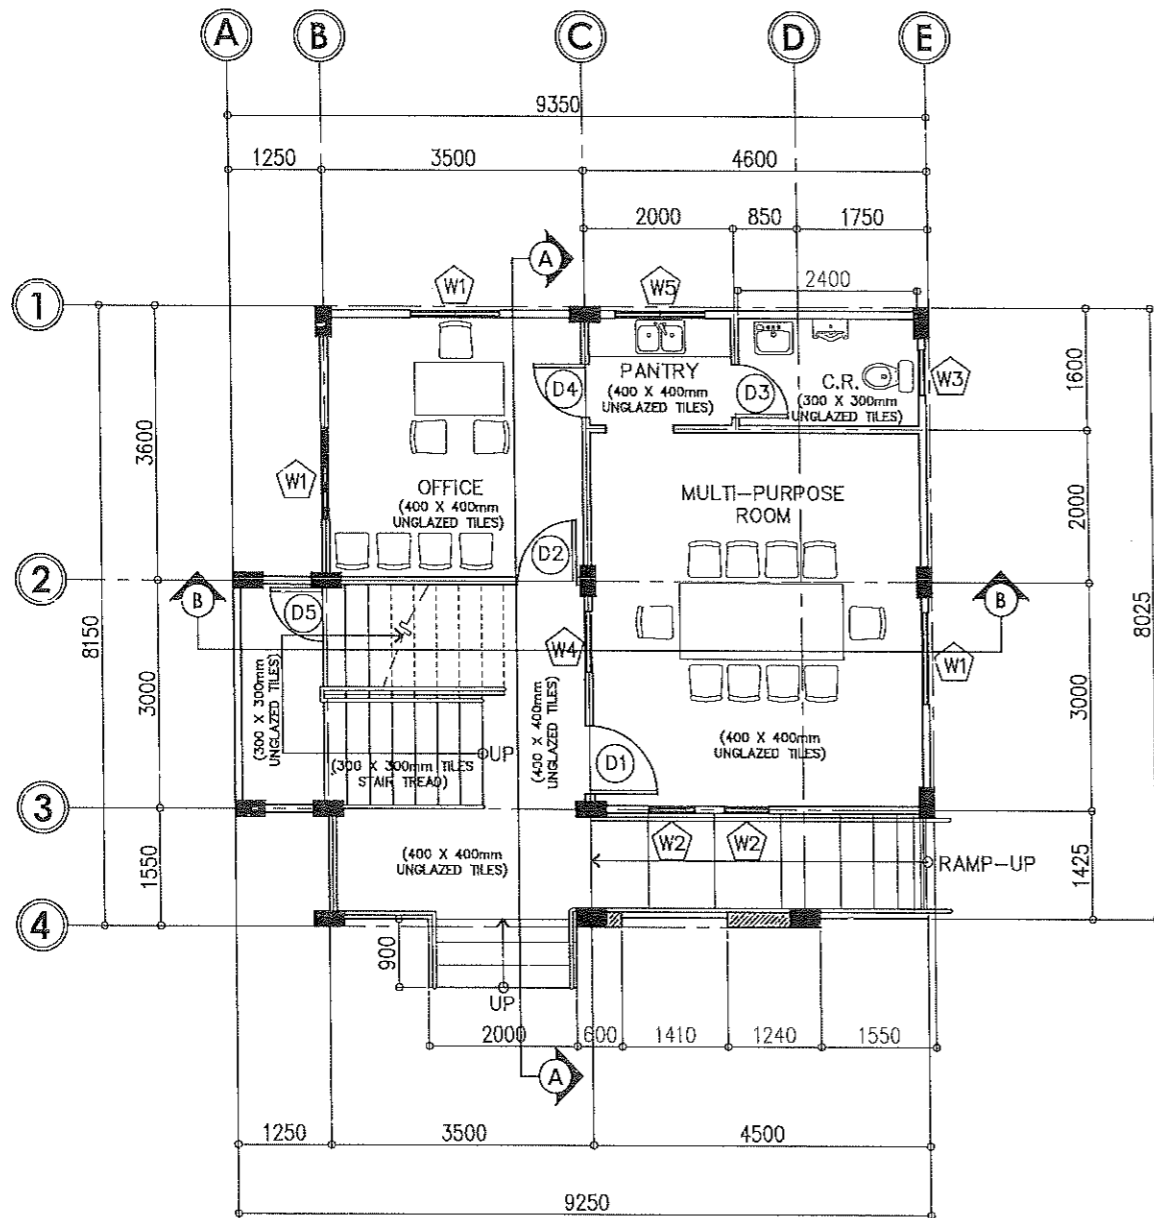 A
B
C
D
E
9350
1250
3500
4600
2000
850
1750
A
W1
W5
2400
1
PANTRY
(400 X 400mm
UNGLAZED TILES)
D4
D3
C.R.
(300 X 300mm
UNGLAZED TILES)
W3
1600
3600
W1
OFFICE
(400 X 400mm
UNGLAZED TILES)
MULTI-PURPOSE
ROOM
2000
D2
2
B
D5
B
8150
8025
W4
W1
3000
(300 X 300mm
UNGLAZED TILES)
(400 X 400mm
UNGLAZED TILES)
3000
UP
(300 X 300mm TILES
STAIR TREAD)
D1
(400 X 400mm
UNGLAZED TILES)
3
W2
W2
(400 X 400mm
UNGLAZED TILES)
RAMP-UP
1550
1425
4
900
UP
2000
600
1410
1240
1550
A
1250
3500
4500
9250